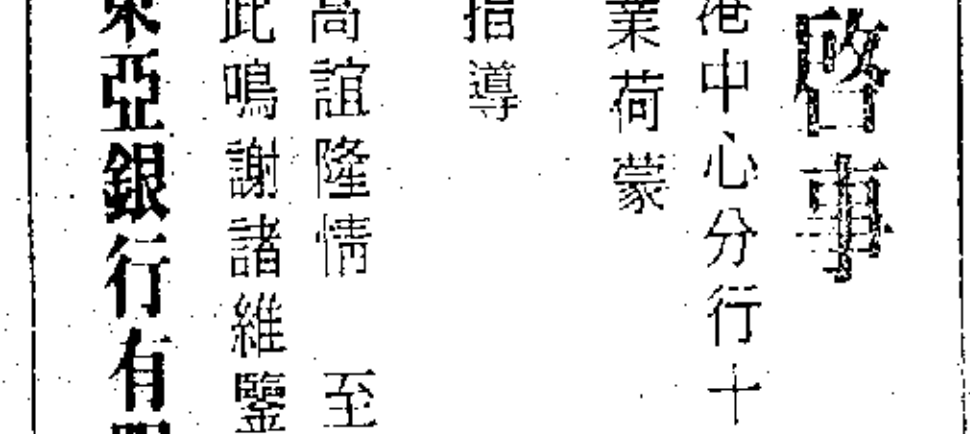 啓事
港中心分行十
業荷蒙
指導
高誼隆情　至
此鳴謝諸維鑒
東亞銀行有限